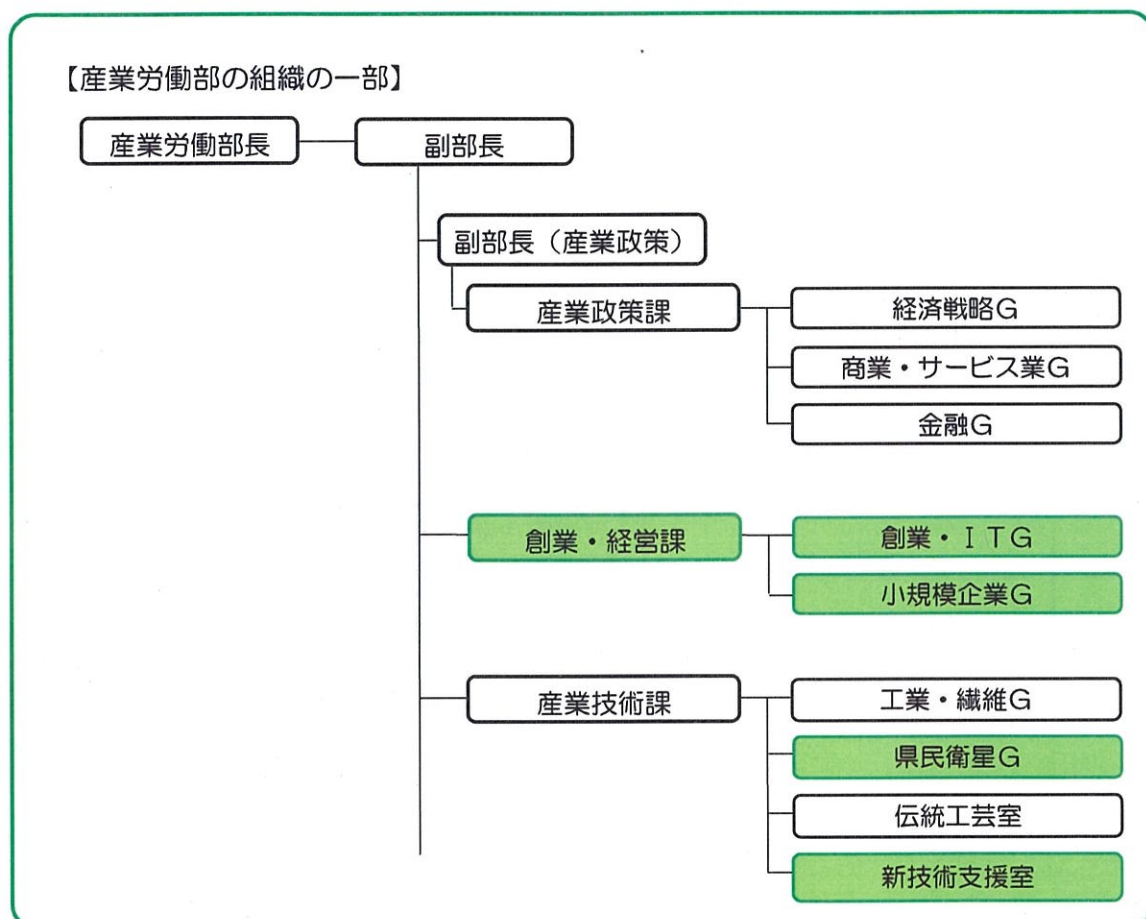 【産業労働部の組織の一部】
産業労働部長
副部長
副部長（産業政策）
産業政策課
経済戦略G
商業・サービス業G
金融G
創業・経営課
創業・ＩＴG
小規模企業G
産業技術課
工業・繊維G
県民衛星G
伝統工芸室
新技術支援室